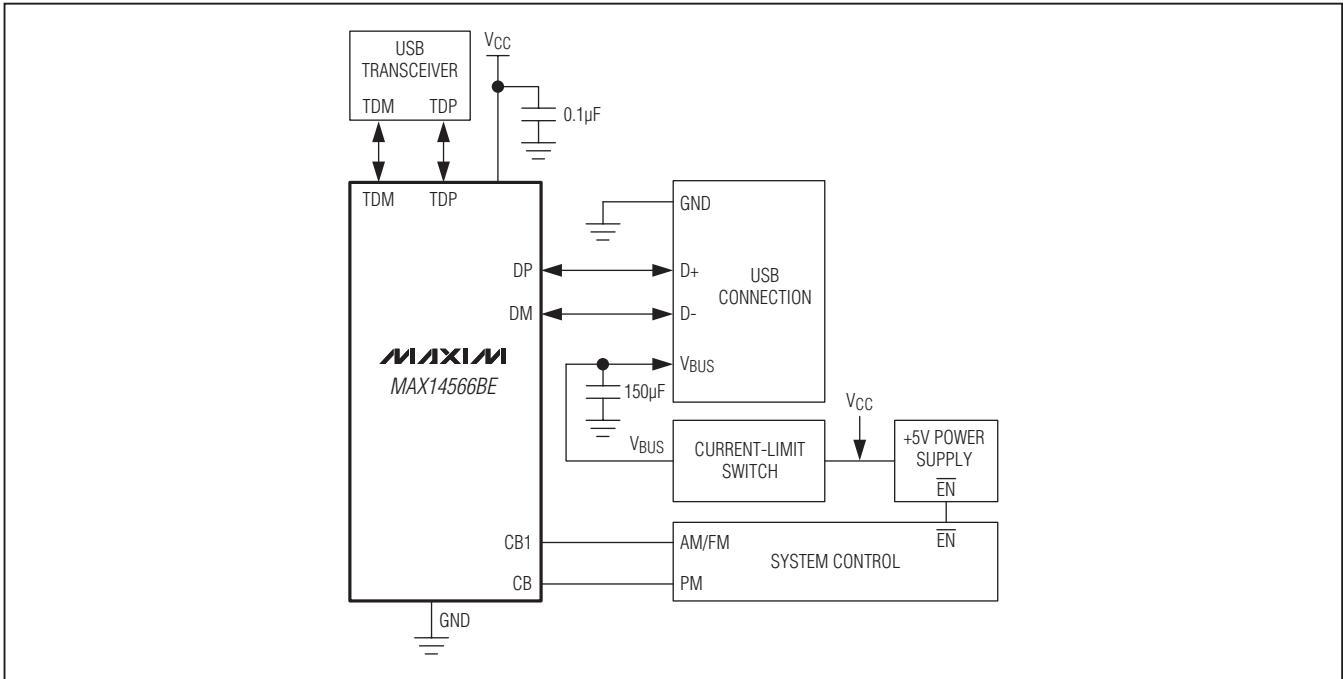 USB
TRANSCEIVER
TDM TDP
VCC
0.1µF
TDM TDP
DP
DM
MAXIM
MAX14566BE
CB1
CB
GND
GND
D+
USB
CONNECTION
D-
VBUS
150µF
VBUS
CURRENT-LIMIT
SWITCH
VCC
+5V POWER
SUPPLY
EN
EN
AM/FM
SYSTEM CONTROL
PM